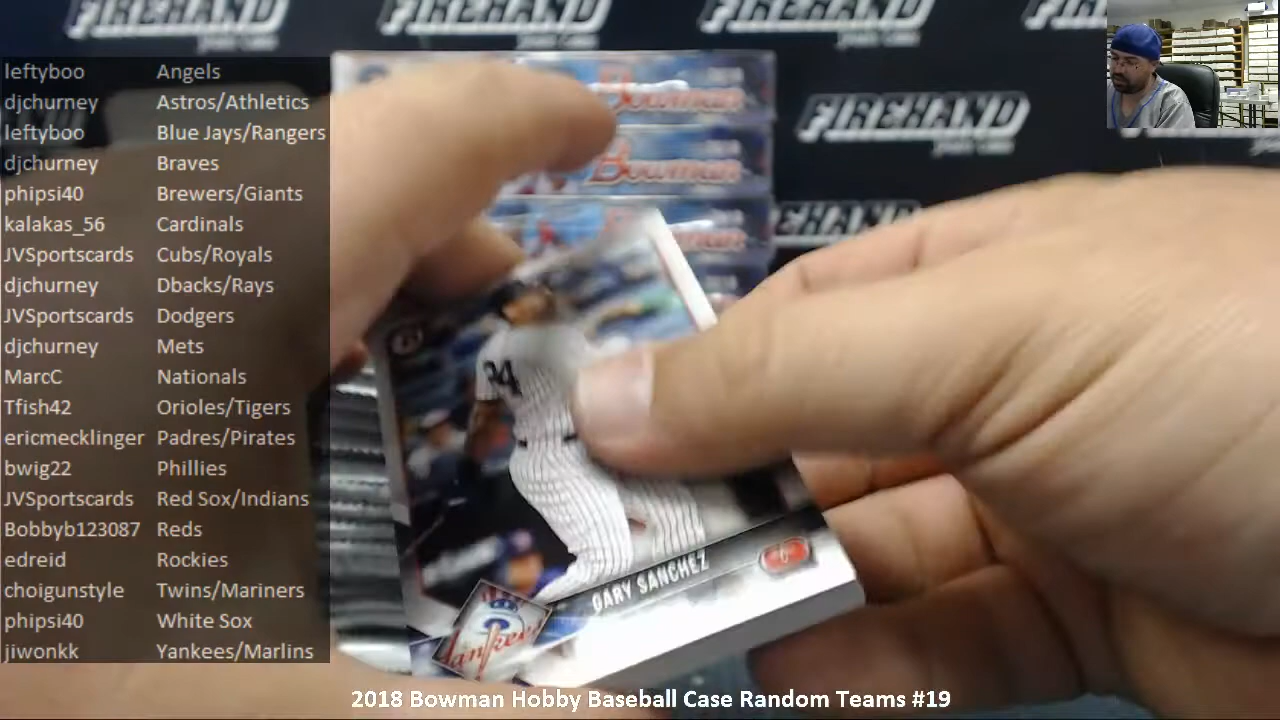 FIREHAND
FIREHAND
FIREHAND
leftyboo Angels
djchurney Astros/Athletics
leftyboo Blue Jays/Rangers
djchurney Braves
phipsi40 Brewers/Giants
kalakas_56 Cardinals
JVSportscards Cubs/Royals
djchurney Dbacks/Rays
JVSportscards Dodgers
djchurney Mets
MarcC Nationals
Tfish42 Orioles/Tigers
ericmecklinger Padres/Pirates
bwig22 Phillies
JVSportscards Red Sox/Indians
Bobbyb123087 Reds
edreid Rockies
choigunstyle Twins/Mariners
phipsi40 White Sox
jiwonkk Yankees/Marlins
Bowman
Bowman
FIREHAND
GARY SANCHEZ
Yankees
2018 Bowman Hobby Baseball Case Random Teams #19